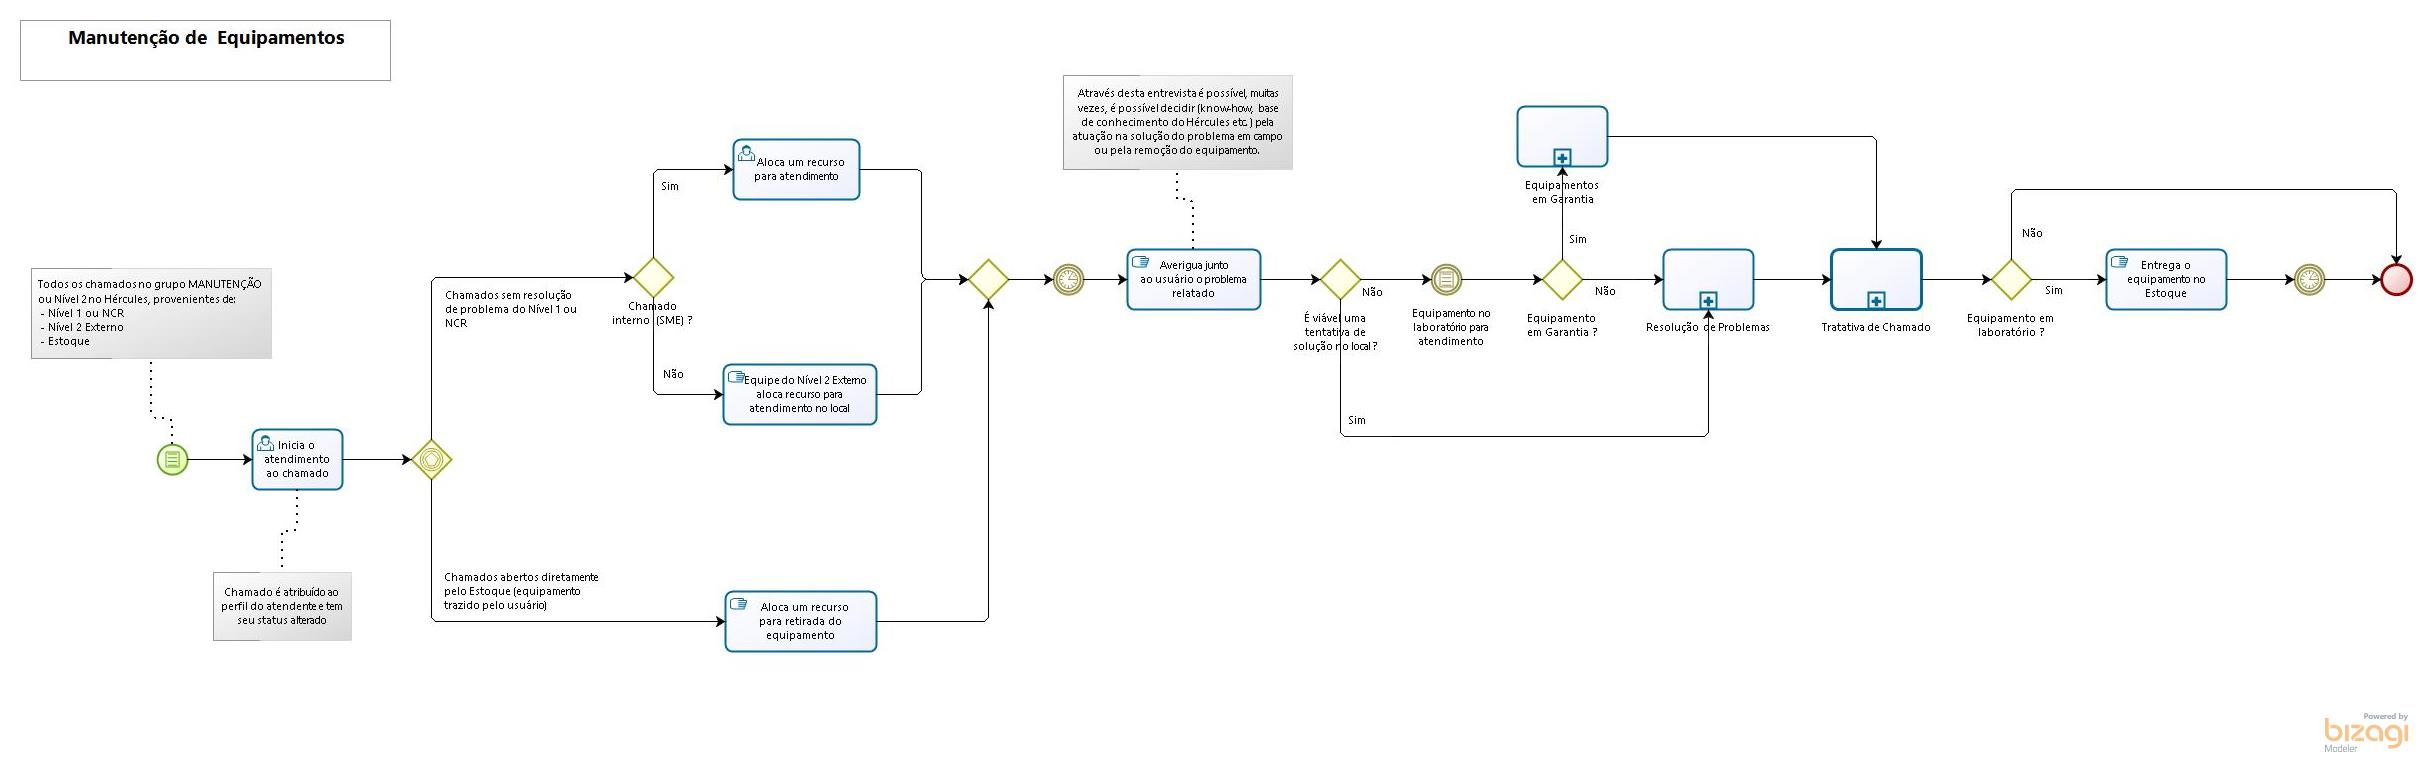 Manutenção de Equipamentos
Todos os chamados no grupo MANUTENÇÃO
ou Nível 2 no Hércules, provenientes de:
- Nível 1 ou NCR
- Nível 2 Externo
- Estoque
Inicia o
atendimento
ao chamado
Chamado é atribuído ao
perfil do atendente e tem
seu status alterado
Chamados sem resolução
de problema do Nível 1 ou
NCR
Chamados abertos diretamente
pelo Estoque (equipamento
trazido pelo usuário)
Chamado
interno (SME) ?
Sim
Não
Aloca um recurso
para atendimento
Equipe do Nível 2 Externo
aloca recurso para
atendimento no local
Aloca um recurso
para retirada do
equipamento
Através desta entrevista é possível, muitas
vezes, é possível decidir (know-how, base
de conhecimento do Hércules etc.) pela
atuação na solução do problema em campo
ou pela remoção do equipamento.
Averigua junto
ao usuário o problema
relatado
É viável uma
tentativa de
solução no local?
Não
Sim
Equipamento no
laboratório para
atendimento
Equipamento
em Garantia ?
Sim
Não
Equipamentos
em Garantia
Resolução de Problemas
Tratativa de Chamado
Equipamento em
laboratório ?
Não
Sim
Entrega o
equipamento no
Estoque
Powered by
bizagi
Modeler